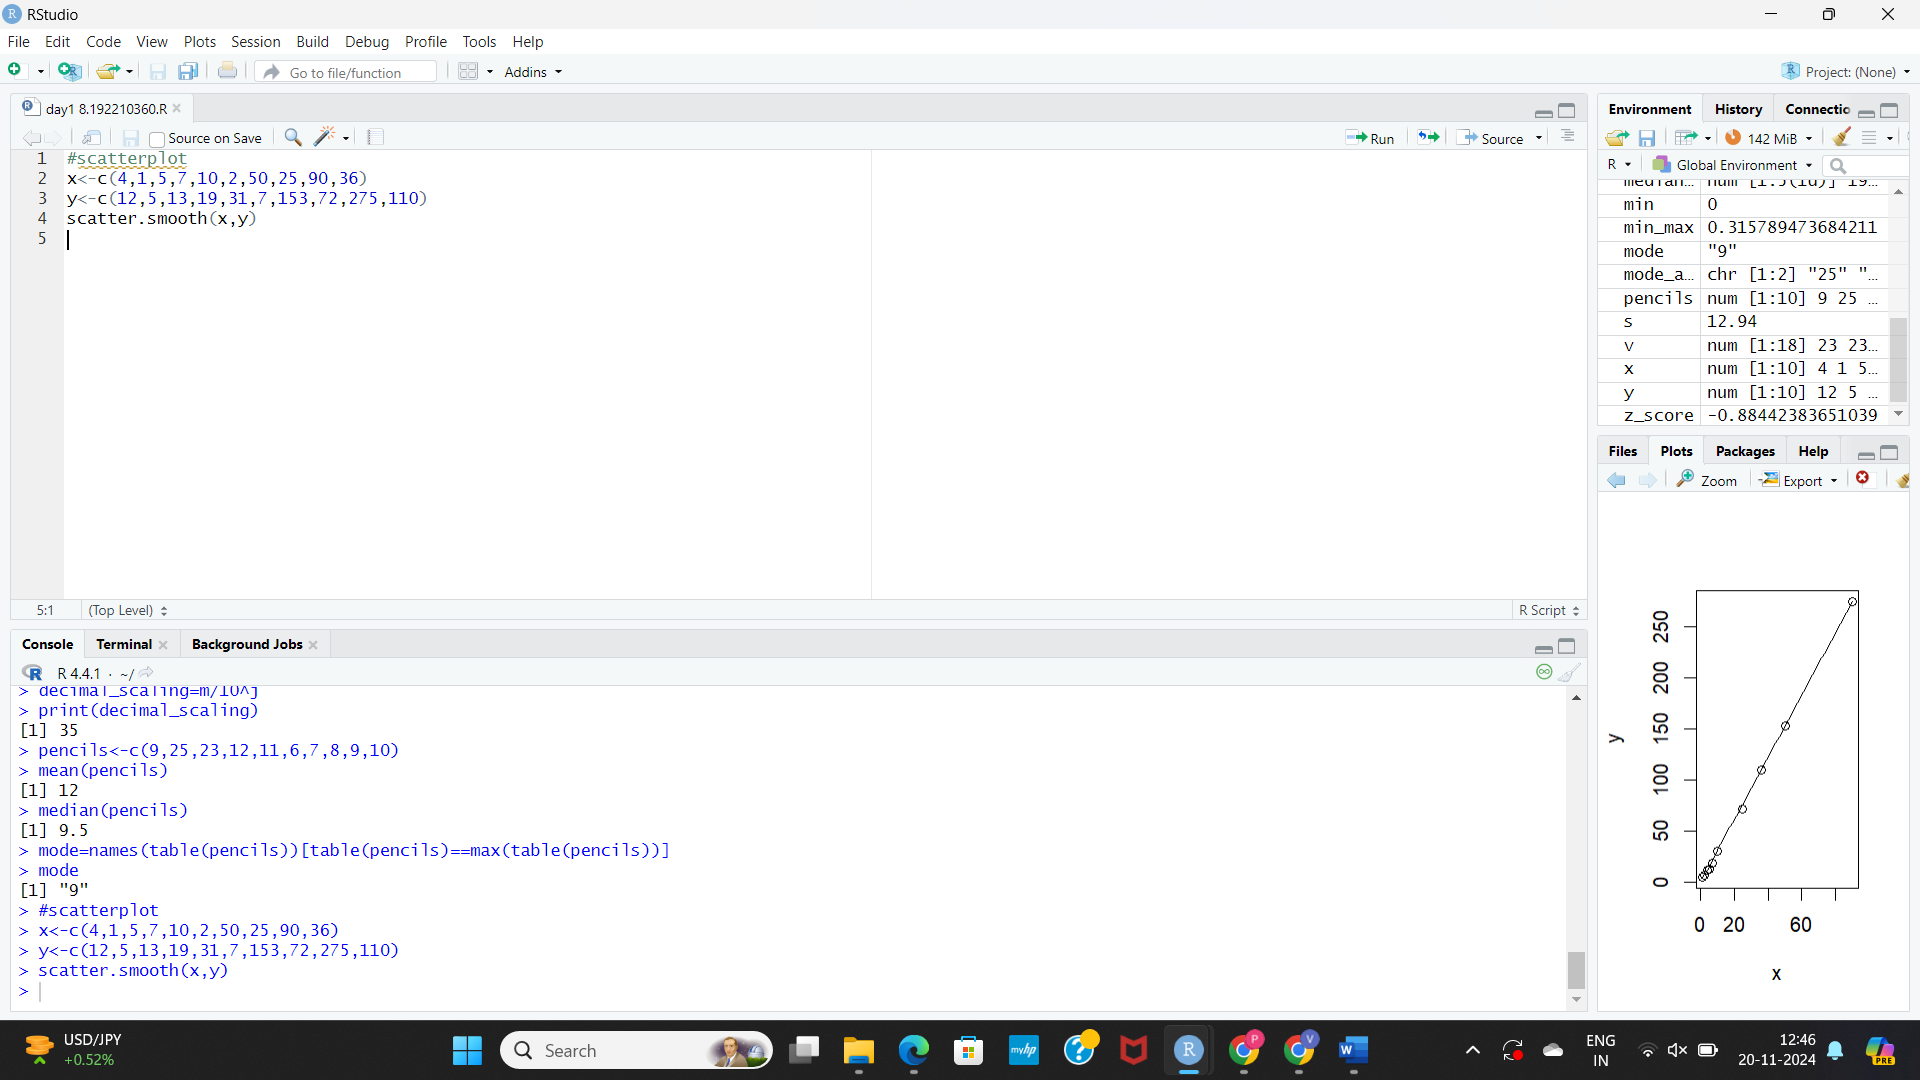 RStudio
File Edit Code View Plots Session Build Debug Profile Tools Help
Go to file/function Addins Project: (None)
day1 8.192210360.R
Source on Save Run Source
1 #scatterplot
2 x<-c(4,1,5,7,10,2,50,25,90,36)
3 y<-c(12,5,13,19,31,7,153,72,275,110)
4 scatter.smooth(x,y)
5
5:1 (Top Level) R Script
Console Terminal Background Jobs
R 4.4.1 · ~/
> decimal_scaling=m/10^j
> print(decimal_scaling)
[1] 35
> pencils<-c(9,25,23,12,11,6,7,8,9,10)
> mean(pencils)
[1] 12
> median(pencils)
[1] 9.5
> mode=names(table(pencils))[table(pencils)==max(table(pencils))]
> mode
[1] "9"
> #scatterplot
> x<-c(4,1,5,7,10,2,50,25,90,36)
> y<-c(12,5,13,19,31,7,153,72,275,110)
> scatter.smooth(x,y)
>
Environment History Connectio
142 MiB
R Global Environment
median... num [1:5(1d)] 19...
min 0
min_max 0.315789473684211
mode "9"
mode_a... chr [1:2] "25" "...
pencils num [1:10] 9 25 ...
s 12.94
v num [1:18] 23 23...
x num [1:10] 4 1 5...
y num [1:10] 12 5 ...
z_score -0.88442383651039
Files Plots Packages Help
Zoom Export
250
200
150
100
50
0
y
0 20 60
x
USD/JPY
+0.52%
Search
myhp
P
V
PRE
ENG
IN
12:46
20-11-2024